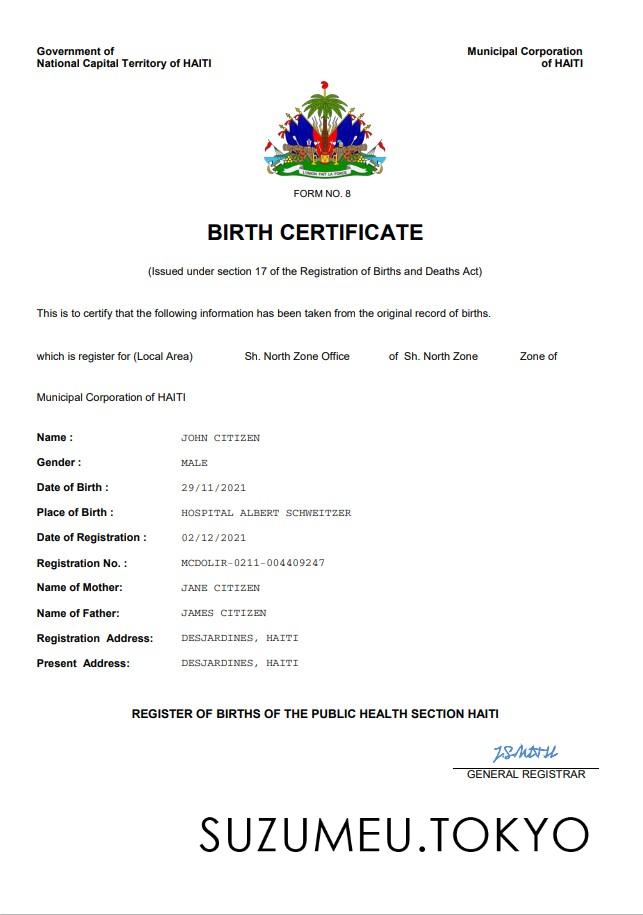 Government of
National Capital Territory of HAITI
Municipal Corporation
of HAITI
L'UNION FAIT LA FORCE
FORM NO. 8
BIRTH CERTIFICATE
(Issued under section 17 of the Registration of Births and Deaths Act)
This is to certify that the following information has been taken from the original record of births.
which is register for (Local Area) Sh. North Zone Office of Sh. North Zone Zone of
Municipal Corporation of HAITI
Name : JOHN CITIZEN
Gender : MALE
Date of Birth : 29/11/2021
Place of Birth : HOSPITAL ALBERT SCHWEITZER
Date of Registration : 02/12/2021
Registration No. : MCDOLIR-0211-004409247
Name of Mother: JANE CITIZEN
Name of Father: JAMES CITIZEN
Registration Address: DESJARDINES, HAITI
Present Address: DESJARDINES, HAITI
REGISTER OF BIRTHS OF THE PUBLIC HEALTH SECTION HAITI
GENERAL REGISTRAR
SUZUMEU.TOKYO